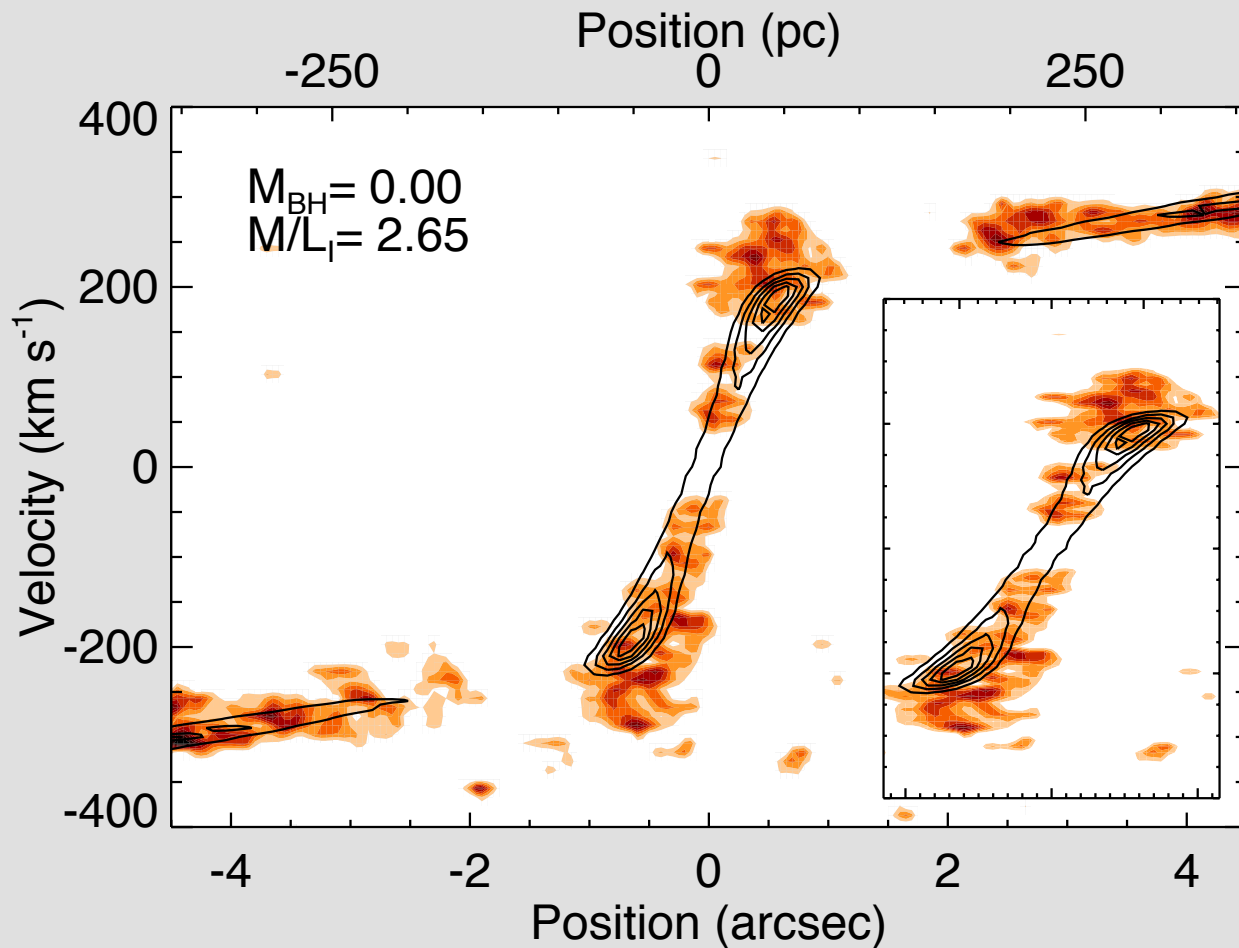 Position (pc)
-250 0 250
400
M_BH= 0.00
M/L_I= 2.65
200
0
-200
-400
Velocity (km s^-1)
-4 -2 0 2 4
Position (arcsec)